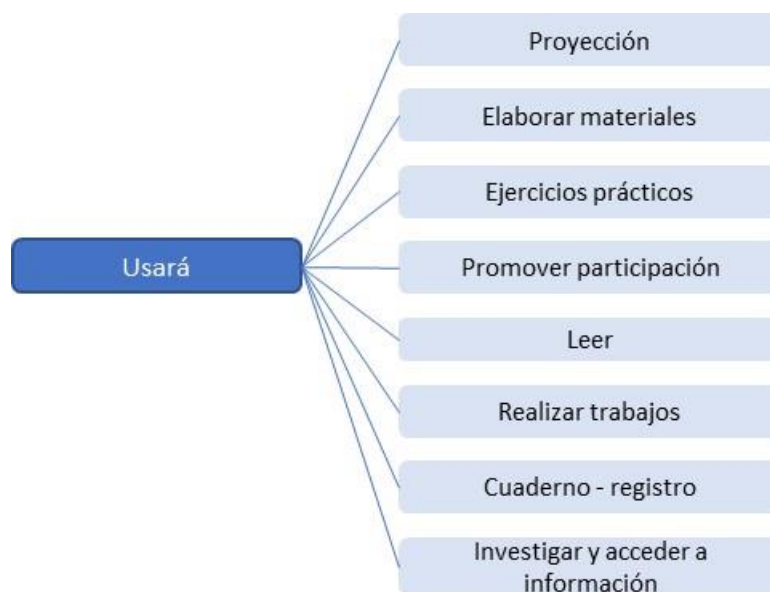 Proyección
Elaborar materiales
Ejercicios prácticos
Usará
Promover participación
Leer
Realizar trabajos
Cuaderno - registro
Investigar y acceder a
información